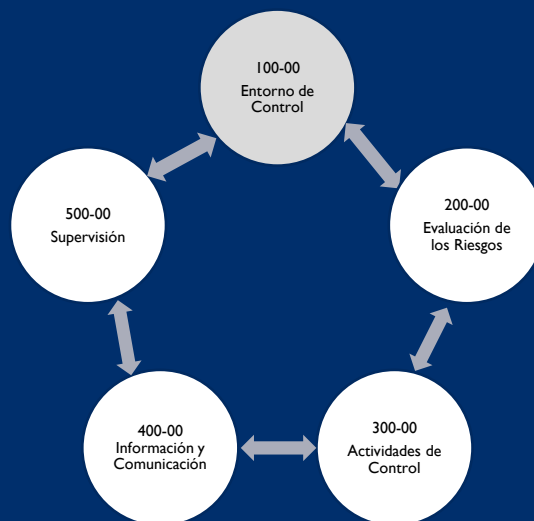 100-00
Entorno de
Control
200-00
Evaluación de
los Riesgos
300-00
Actividades de
Control
400-00
Información y
Comunicación
500-00
Supervisión